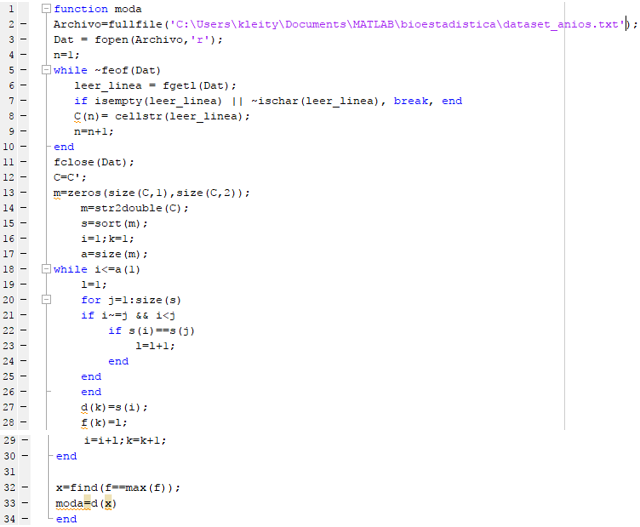 1 function moda
2 Archivo=fullfile('C:\Users\kleity\Documents\MATLAB\bioestadistica\dataset_anios.txt');
3 Dat = fopen(Archivo,'r');
4 n=1;
5 while ~feof(Dat)
6 leer_linea = fgetl(Dat);
7 if isempty(leer_linea) || ~ischar(leer_linea), break, end
8 C(n)= cellstr(leer_linea);
9 n=n+1;
10 end
11 fclose(Dat);
12 C=C';
13 m=zeros(size(C,1),size(C,2));
14 m=str2double(C);
15 s=sort(m);
16 i=1;k=1;
17 a=size(m);
18 while i<=a(1)
19 l=1;
20 for j=1:size(s)
21 if i~=j && i<j
22 if s(i)==s(j)
23 l=l+1;
24 end
25 end
26 end
27 d(k)=s(i);
28 f(k)=l;
29 i=i+1;k=k+1;
30 end
31
32 x=find(f==max(f));
33 moda=d(x)
34 end